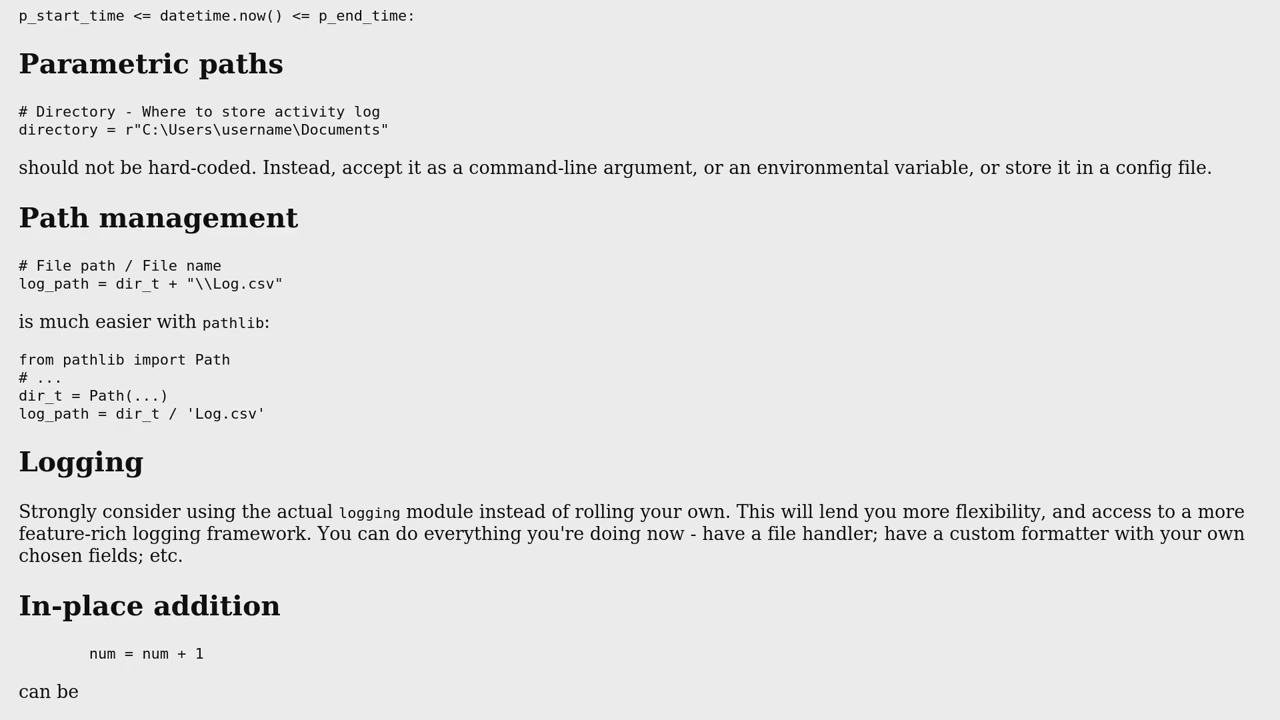 p_start_time <= datetime.now() <= p_end_time:
Parametric paths
# Directory - Where to store activity log
directory = r"C:\Users\username\Documents"
should not be hard-coded. Instead, accept it as a command-line argument, or an environmental variable, or store it in a config file.
Path management
# File path / File name
log_path = dir_t + "\\Log.csv"
is much easier with pathlib:
from pathlib import Path
# ...
dir_t = Path(...)
log_path = dir_t / 'Log.csv'
Logging
Strongly consider using the actual logging module instead of rolling your own. This will lend you more flexibility, and access to a more
feature-rich logging framework. You can do everything you're doing now - have a file handler; have a custom formatter with your own
chosen fields; etc.
In-place addition
num = num + 1
can be